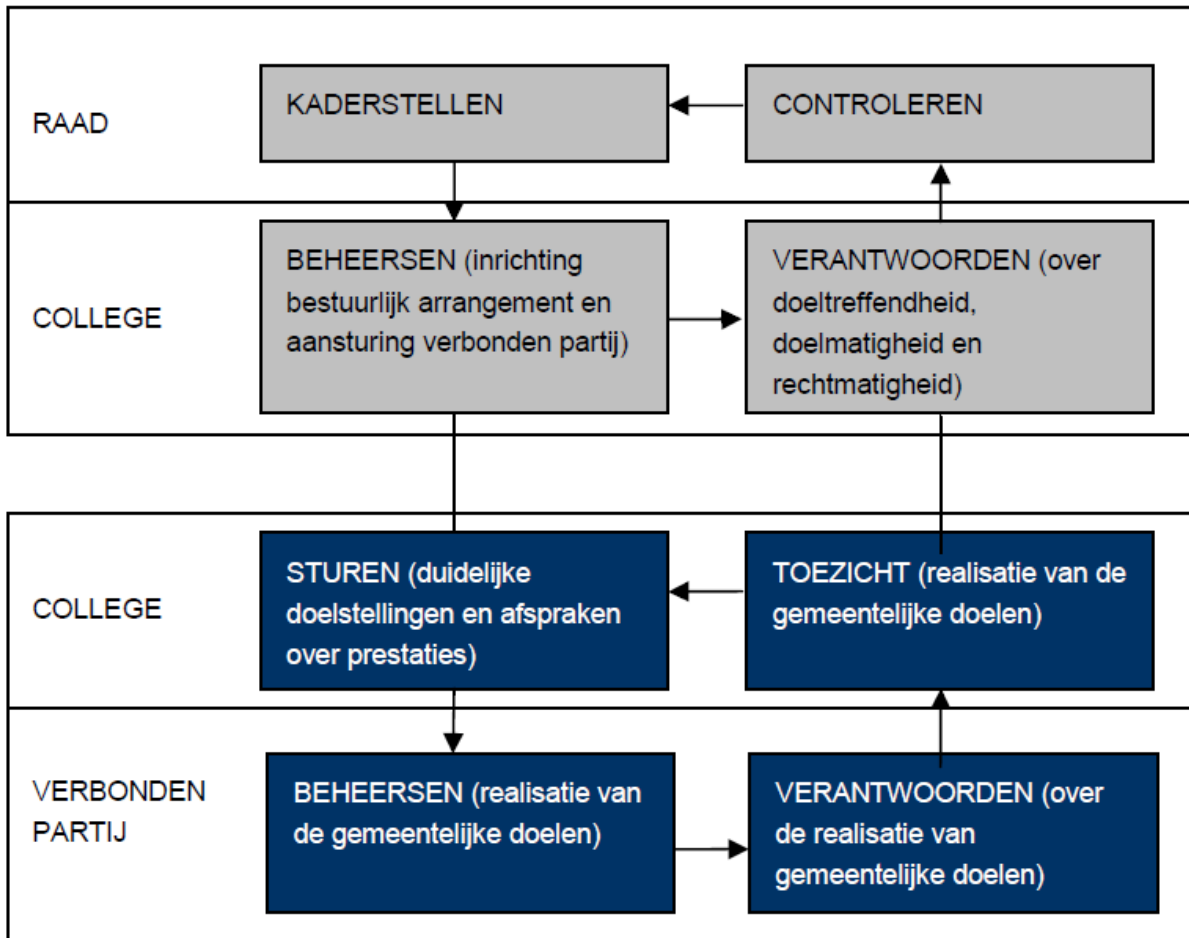 RAAD
KADERSTELLEN
CONTROLEREN
COLLEGE
BEHEERSEN (inrichting
bestuurlijk arrangement en
aansturing verbonden partij)
VERANTWOORDEN (over
doeltreffendheid,
doelmatigheid en
rechtmatigheid)
COLLEGE
STUREN (duidelijke
doelstellingen en afspraken
over prestaties)
TOEZICHT (realisatie van de
gemeentelijke doelen)
VERBONDEN
PARTIJ
BEHEERSEN (realisatie van
de gemeentelijke doelen)
VERANTWOORDEN (over
de realisatie van
gemeentelijke doelen)